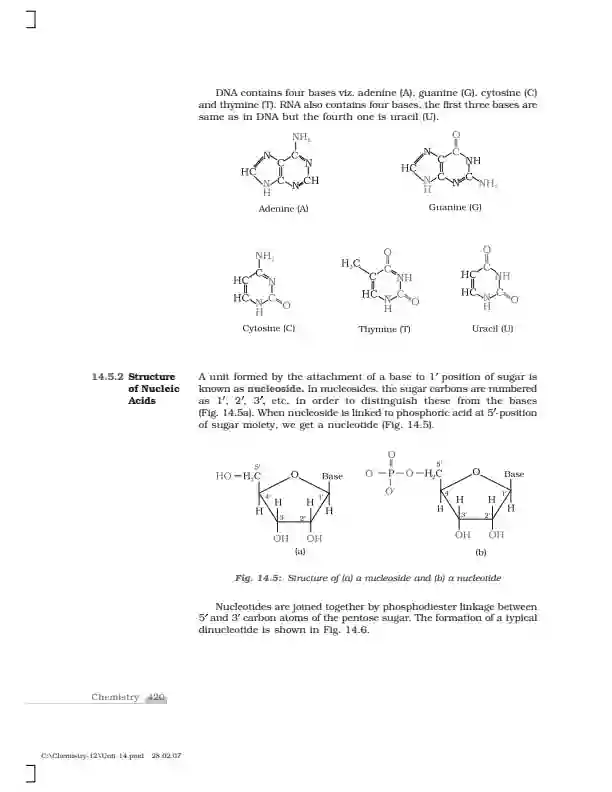 DNA contains four bases viz. adenine (A), guanine (G), cytosine (C)
and thymine (T). RNA also contains four bases, the first three bases are
same as in DNA but the fourth one is uracil (U).
NH2
N C N
HC C
N C N CH
H
Adenine (A)
O
N C NH
HC C
N C N C NH2
H
Guanine (G)
NH2
HC C N
HC N C O
H
Cytosine (C)
O
H3C C NH
C
HC N C O
H
Thymine (T)
O
HC C NH
HC N C O
H
Uracil (U)
14.5.2 Structure
of Nucleic
Acids
A unit formed by the attachment of a base to 1′ position of sugar is
known as nucleoside. In nucleosides, the sugar carbons are numbered
as 1′, 2′, 3′, etc. in order to distinguish these from the bases
(Fig. 14.5a). When nucleoside is linked to phosphoric acid at 5′-position
of sugar moiety, we get a nucleotide (Fig. 14.5).
5′
HO H2C O Base
4′ H H 1′
H 3′ 2′ H
OH OH
(a)
O
5′
O P O H2C O Base
O-
4′ H H 1′
H 3′ 2′ H
OH OH
(b)
Fig. 14.5: Structure of (a) a nucleoside and (b) a nucleotide
Nucleotides are joined together by phosphodiester linkage between
5′ and 3′ carbon atoms of the pentose sugar. The formation of a typical
dinucleotide is shown in Fig. 14.6.
Chemistry 420
C:\Chemistry-12\Unit-14.pmd 28.02.07